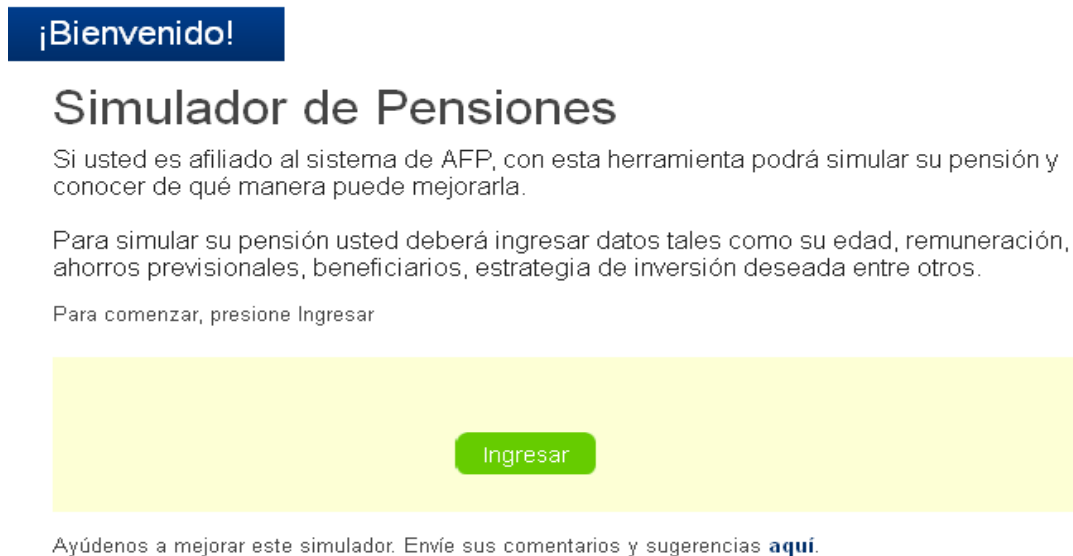 ¡Bienvenido!
Simulador de Pensiones
Si usted es afiliado al sistema de AFP, con esta herramienta podrá simular su pensión y
conocer de qué manera puede mejorarla.
Para simular su pensión usted deberá ingresar datos tales como su edad, remuneración,
ahorros previsionales, beneficiarios, estrategia de inversión deseada entre otros.
Para comenzar, presione Ingresar
Ingresar
Ayúdenos a mejorar este simulador. Envíe sus comentarios y sugerencias aquí.